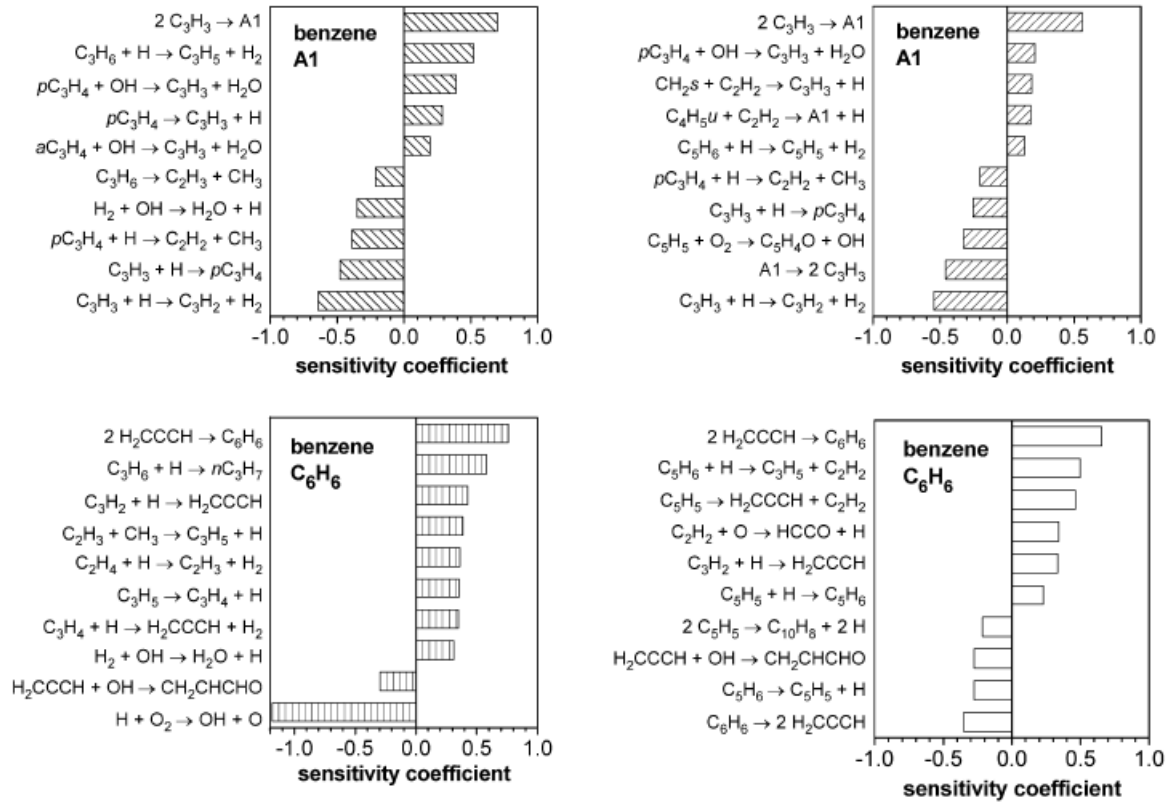 2 C₃H₃ → A1
C₃H₆ + H → C₃H₅ + H₂
pC₃H₄ + OH → C₃H₃ + H₂O
pC₃H₄ → C₃H₃ + H
aC₃H₄ + OH → C₃H₃ + H₂O
C₃H₆ → C₂H₃ + CH₃
H₂ + OH → H₂O + H
pC₃H₄ + H → C₂H₂ + CH₃
C₃H₃ + H → pC₃H₄
C₃H₃ + H → C₃H₂ + H₂
benzene
A1
-1.0 -0.5 0.0 0.5 1.0
sensitivity coefficient
2 C₃H₃ → A1
pC₃H₄ + OH → C₃H₃ + H₂O
CH₂s + C₂H₂ → C₃H₃ + H
C₄H₅u + C₂H₂ → A1 + H
C₅H₆ + H → C₅H₅ + H₂
pC₃H₄ + H → C₂H₂ + CH₃
C₃H₃ + H → pC₃H₄
C₅H₅ + O₂ → C₅H₄O + OH
A1 → 2 C₃H₃
C₃H₃ + H → C₃H₂ + H₂
benzene
A1
-1.0 -0.5 0.0 0.5 1.0
sensitivity coefficient
2 H₂CCCH → C₆H₆
C₃H₆ + H → nC₃H₇
C₃H₂ + H → H₂CCCH
C₂H₃ + CH₃ → C₃H₅ + H
C₂H₄ + H → C₂H₃ + H₂
C₃H₅ → C₃H₄ + H
C₃H₄ + H → H₂CCCH + H₂
H₂ + OH → H₂O + H
H₂CCCH + OH → CH₂CHCHO
H + O₂ → OH + O
benzene
C₆H₆
-1.0 -0.5 0.0 0.5 1.0
sensitivity coefficient
2 H₂CCCH → C₆H₆
C₅H₆ + H → C₃H₅ + C₂H₂
C₅H₅ → H₂CCCH + C₂H₂
C₂H₂ + O → HCCO + H
C₃H₂ + H → H₂CCCH
C₅H₅ + H → C₅H₆
2 C₅H₅ → C₁₀H₈ + 2 H
H₂CCCH + OH → CH₂CHCHO
C₅H₆ → C₅H₅ + H
C₆H₆ → 2 H₂CCCH
benzene
C₆H₆
-1.0 -0.5 0.0 0.5 1.0
sensitivity coefficient